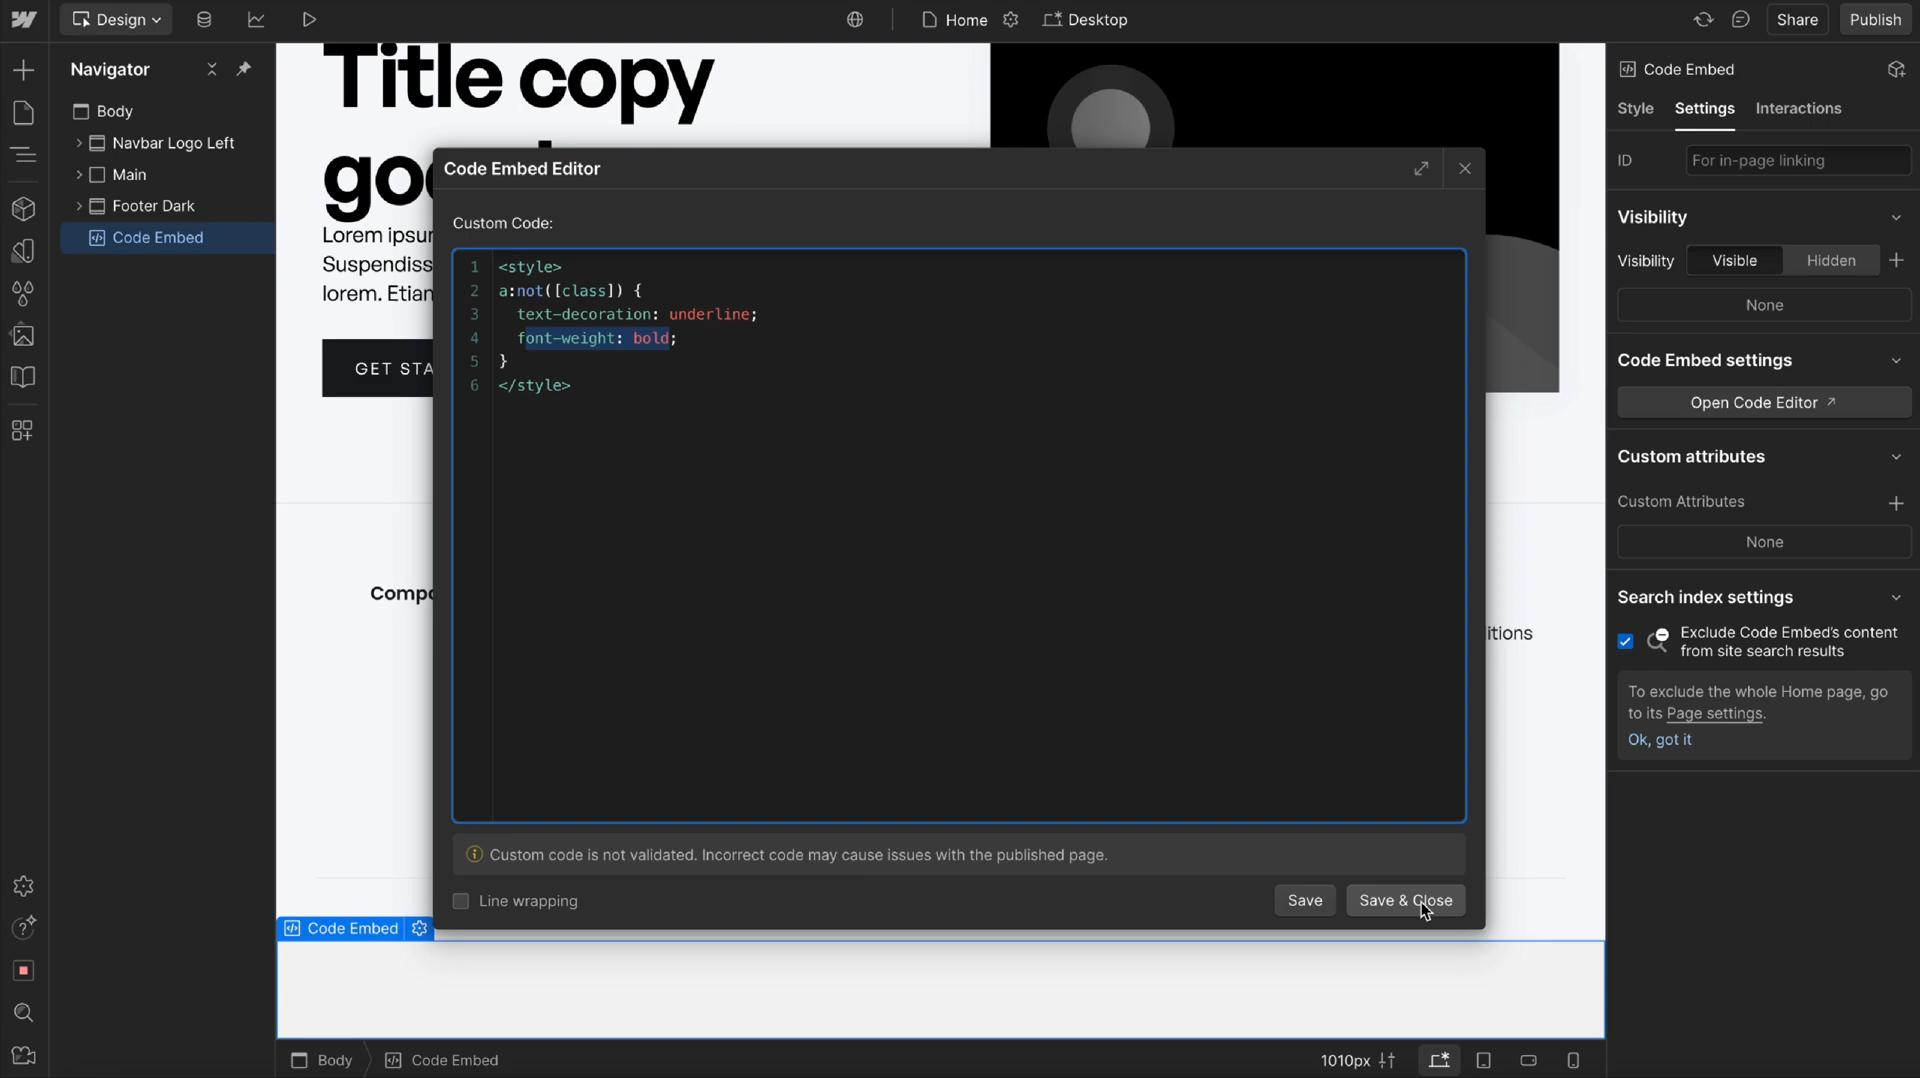 Design
Home
Desktop
Share
Publish
Navigator
Body
Navbar Logo Left
Main
Footer Dark
Code Embed
Title copy
Lorem
Suspendiss
lorem. Etian
GET STA
Compo
itions
Code Embed Editor
Custom Code:
1 <style>
2 a:not([class]) {
3 text-decoration: underline;
4 font-weight: bold;
5 }
6 </style>
Custom code is not validated. Incorrect code may cause issues with the published page.
Line wrapping
Save
Save & Close
Code Embed
Body
Code Embed
1010px
Code Embed
Style
Settings
Interactions
ID
For in-page linking
Visibility
Visibility
Visible
Hidden
None
Code Embed settings
Open Code Editor ↗
Custom attributes
Custom Attributes
None
Search index settings
Exclude Code Embed's content
from site search results
To exclude the whole Home page, go
to its Page settings.
Ok, got it